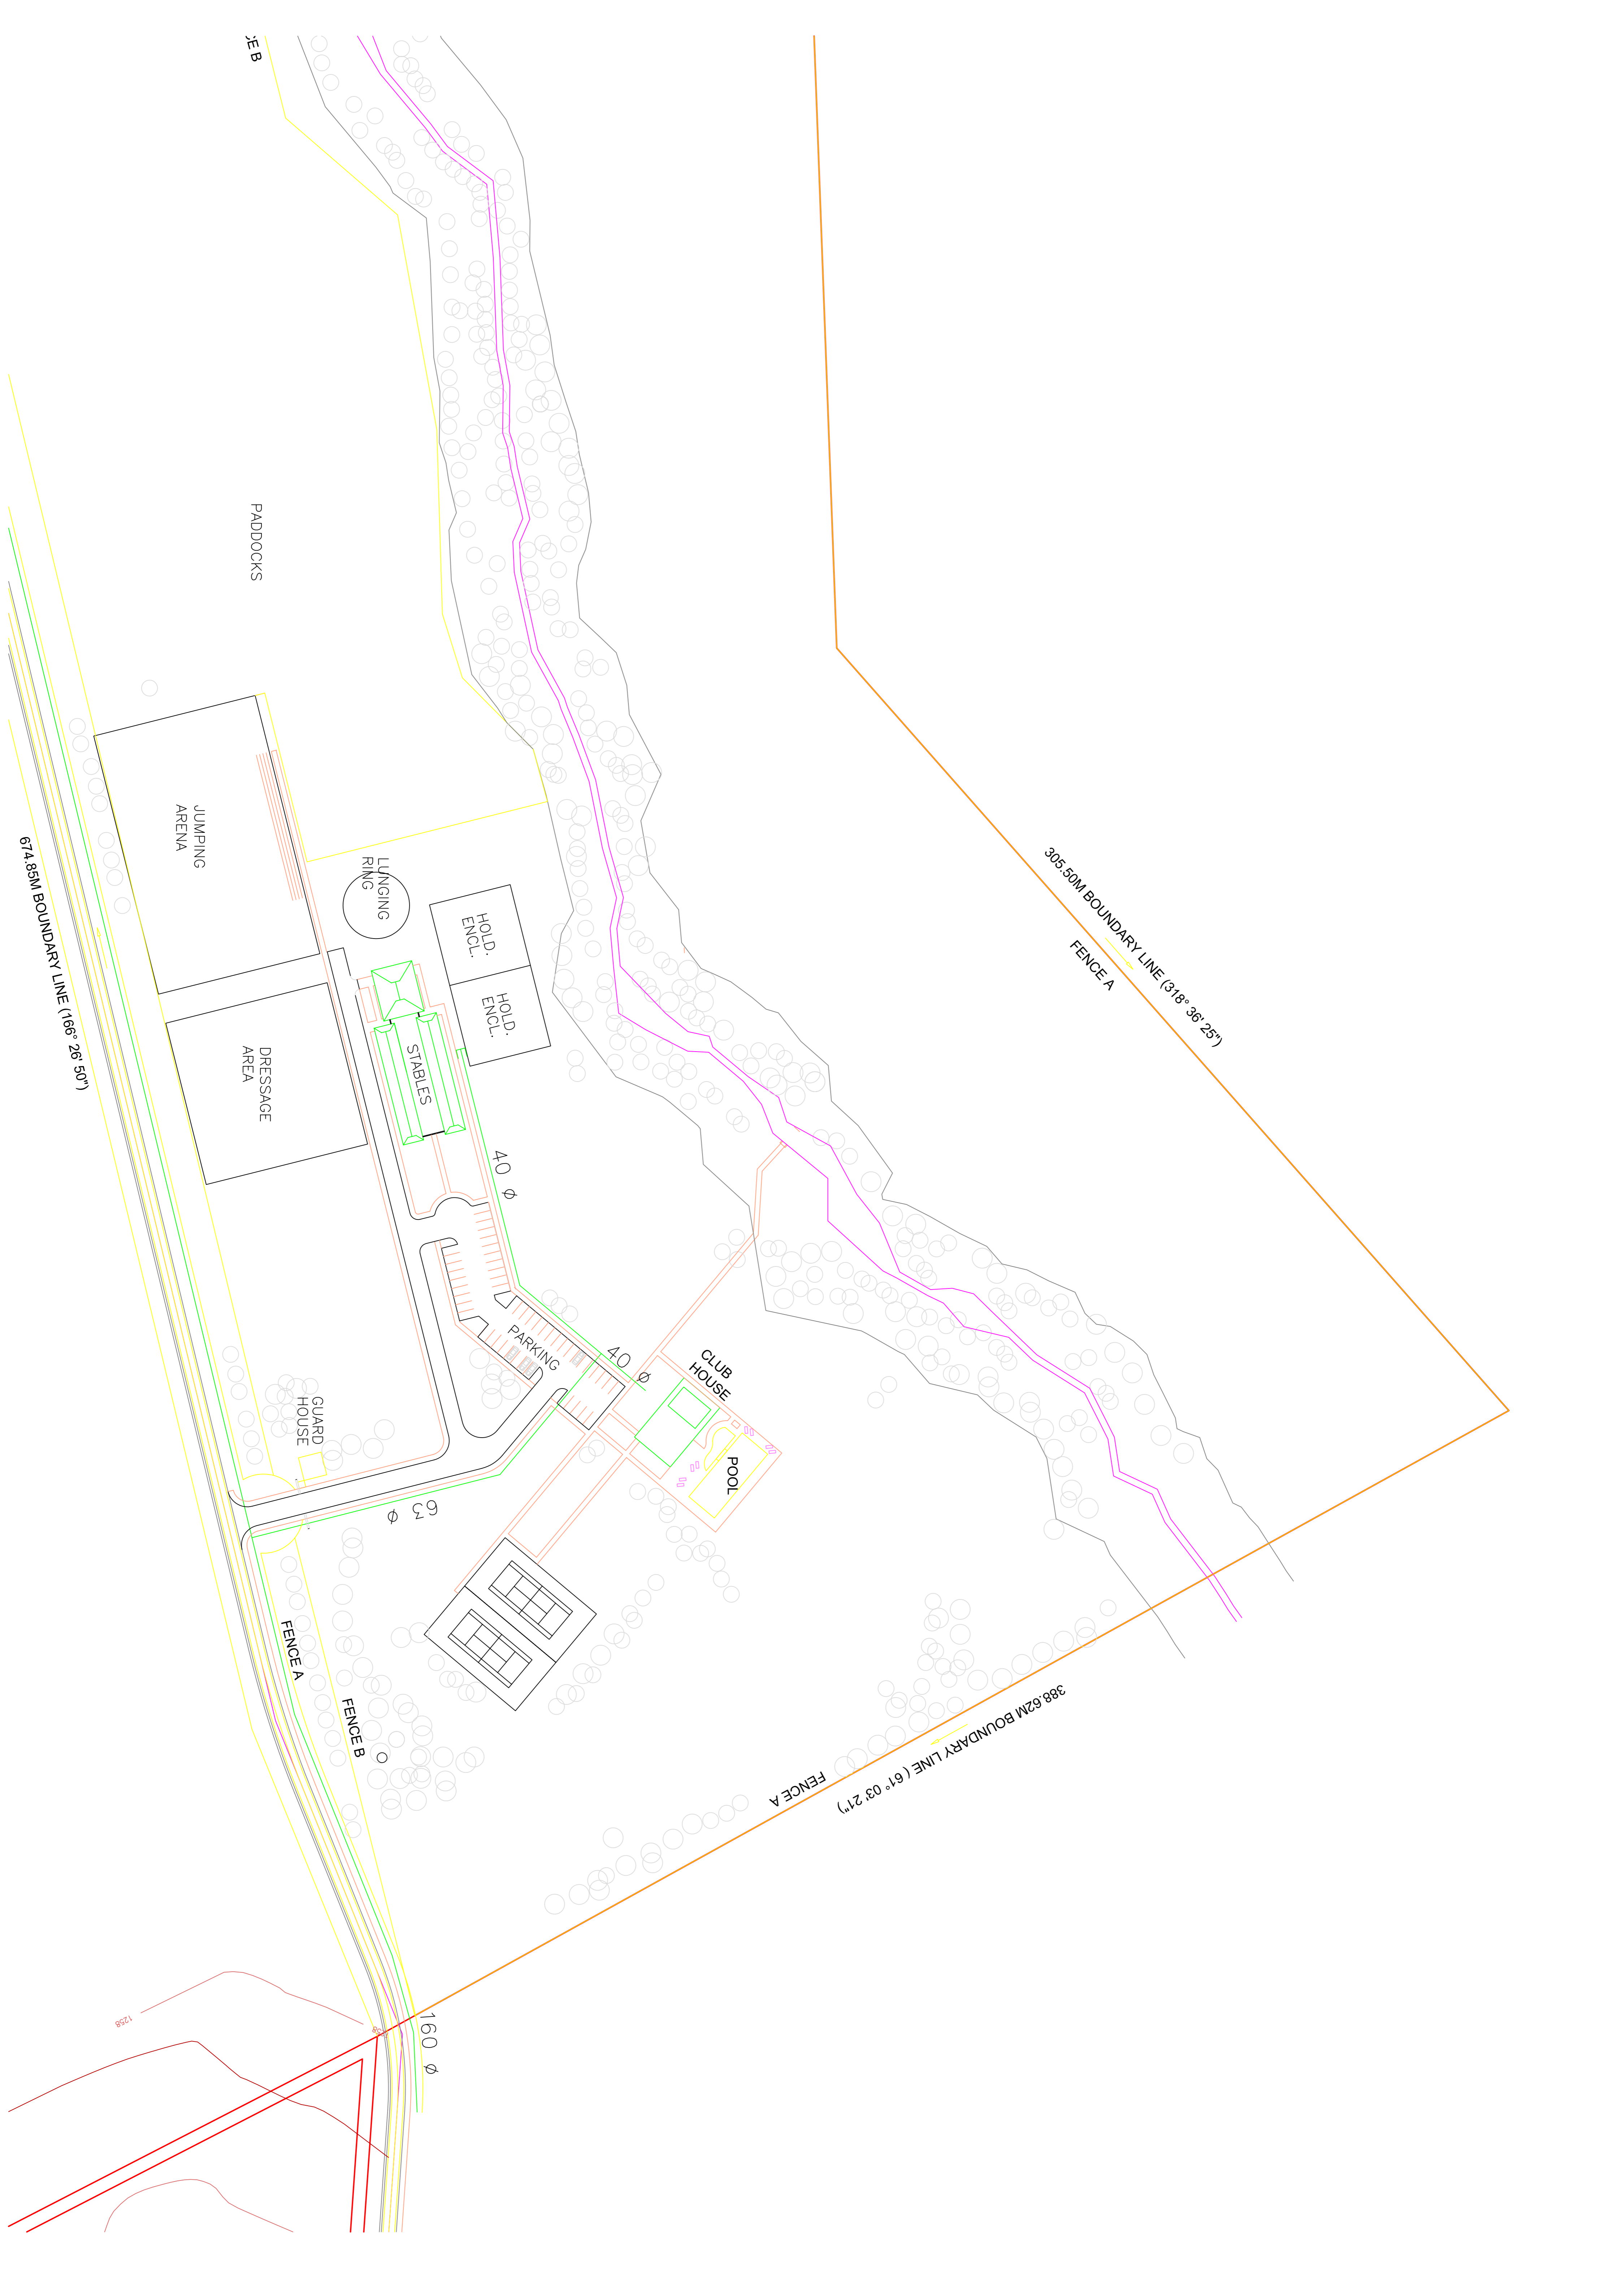 CE B
PADDOCKS
JUMPING
ARENA
LUNGING
RING
HOLD.
ENCL.
HOLD.
ENCL.
STABLES
DRESSAGE
AREA
674.85M BOUNDARY LINE (166° 26' 50")
305.50M BOUNDARY LINE (318° 36' 25")
FENCE A
40 Ø
PARKING
40 Ø
CLUB
HOUSE
POOL
GUARD
HOUSE
63 Ø
FENCE A
FENCE B
388.62M BOUNDARY LINE ( 61° 03' 21")
FENCE A
160 Ø
1258